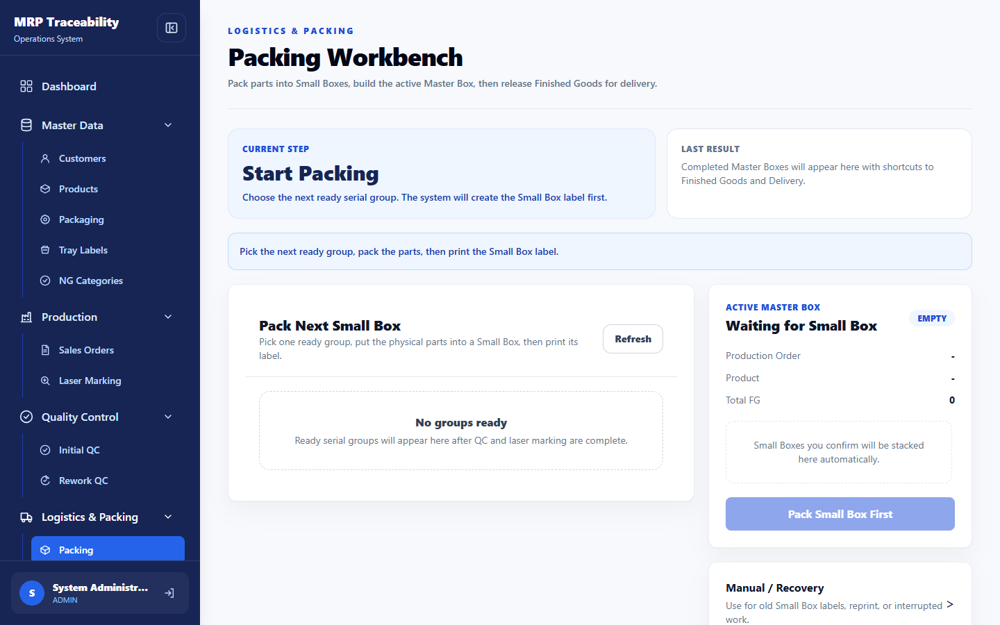 MRP Traceability
Operations System
Dashboard
Master Data
Customers
Products
Packaging
Tray Labels
NG Categories
Production
Sales Orders
Laser Marking
Quality Control
Initial QC
Rework QC
Logistics & Packing
Packing
S
System Administr...
ADMIN
LOGISTICS & PACKING
Packing Workbench
Pack parts into Small Boxes, build the active Master Box, then release Finished Goods for delivery.
CURRENT STEP
Start Packing
Choose the next ready serial group. The system will create the Small Box label first.
LAST RESULT
Completed Master Boxes will appear here with shortcuts to
Finished Goods and Delivery.
Pick the next ready group, pack the parts, then print the Small Box label.
Pack Next Small Box
Pick one ready group, put the physical parts into a Small Box, then print its
label.
Refresh
No groups ready
Ready serial groups will appear here after QC and laser marking are complete.
ACTIVE MASTER BOX
Waiting for Small Box
EMPTY
Production Order -
Product -
Total FG 0
Small Boxes you confirm will be stacked
here automatically.
Pack Small Box First
Manual / Recovery
Use for old Small Box labels, reprint, or interrupted >
work.